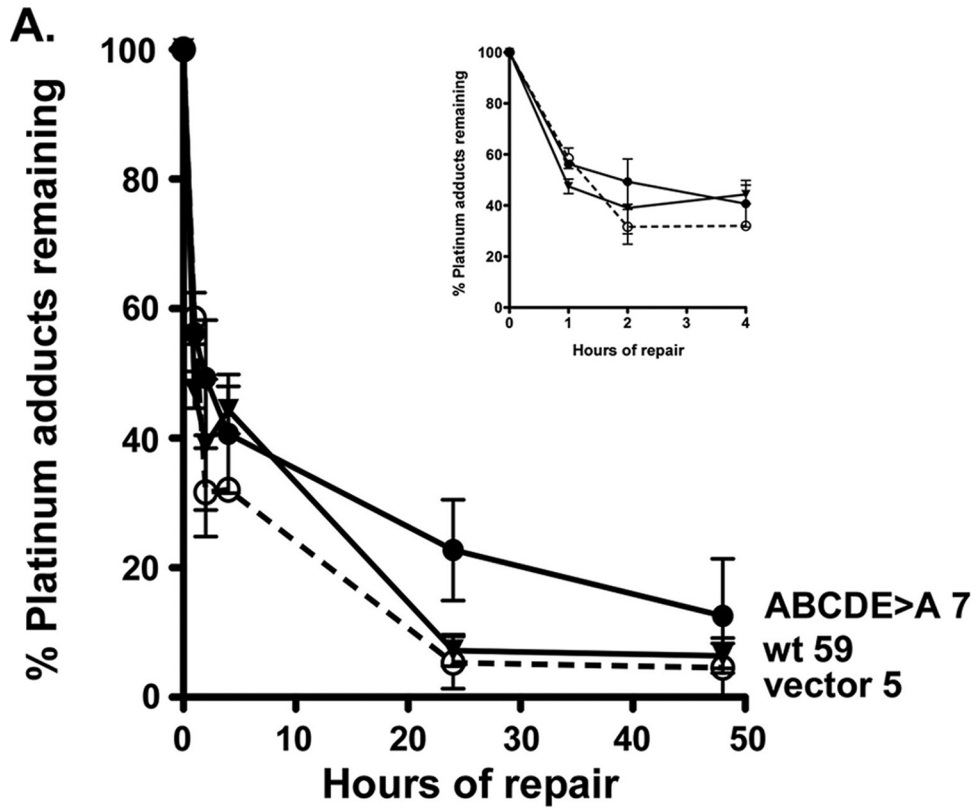 A.
% Platinum adducts remaining
100
80
60
40
20
0
0 10 20 30 40 50
Hours of repair
% Platinum adducts remaining
100
80
60
40
20
0
0 1 2 3 4
Hours of repair
ABCDE>A 7
wt 59
vector 5